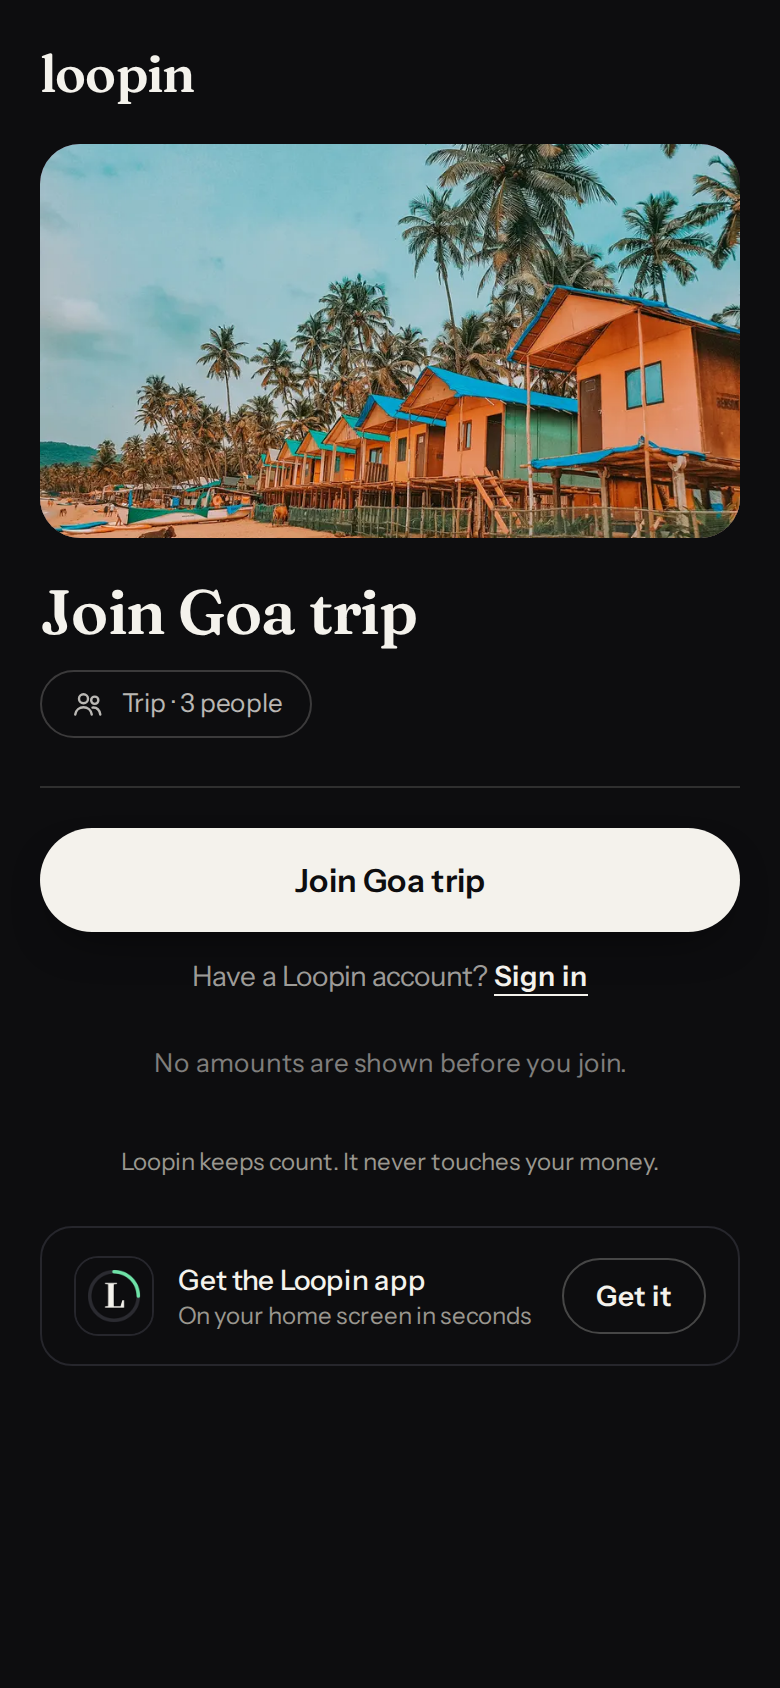 loopin
Join Goa trip
Trip · 3 people
Join Goa trip
Have a Loopin account? Sign in
No amounts are shown before you join.
Loopin keeps count. It never touches your money.
L
Get the Loopin app
On your home screen in seconds
Get it